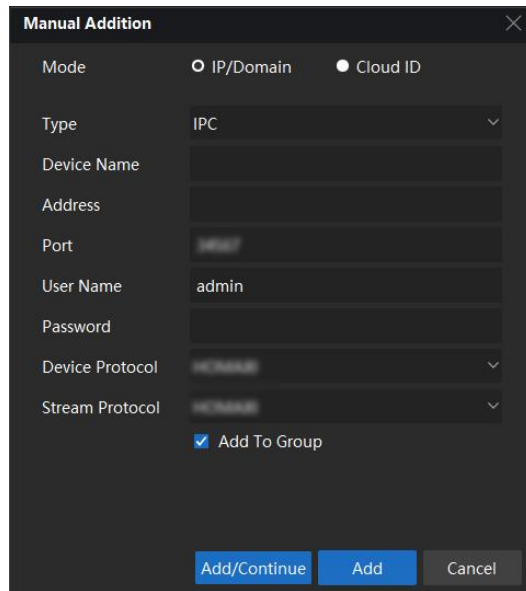 Manual Addition
Mode IP/Domain Cloud ID
Type IPC
Device Name
Address
Port
User Name admin
Password
Device Protocol
Stream Protocol
Add To Group
Add/Continue Add Cancel